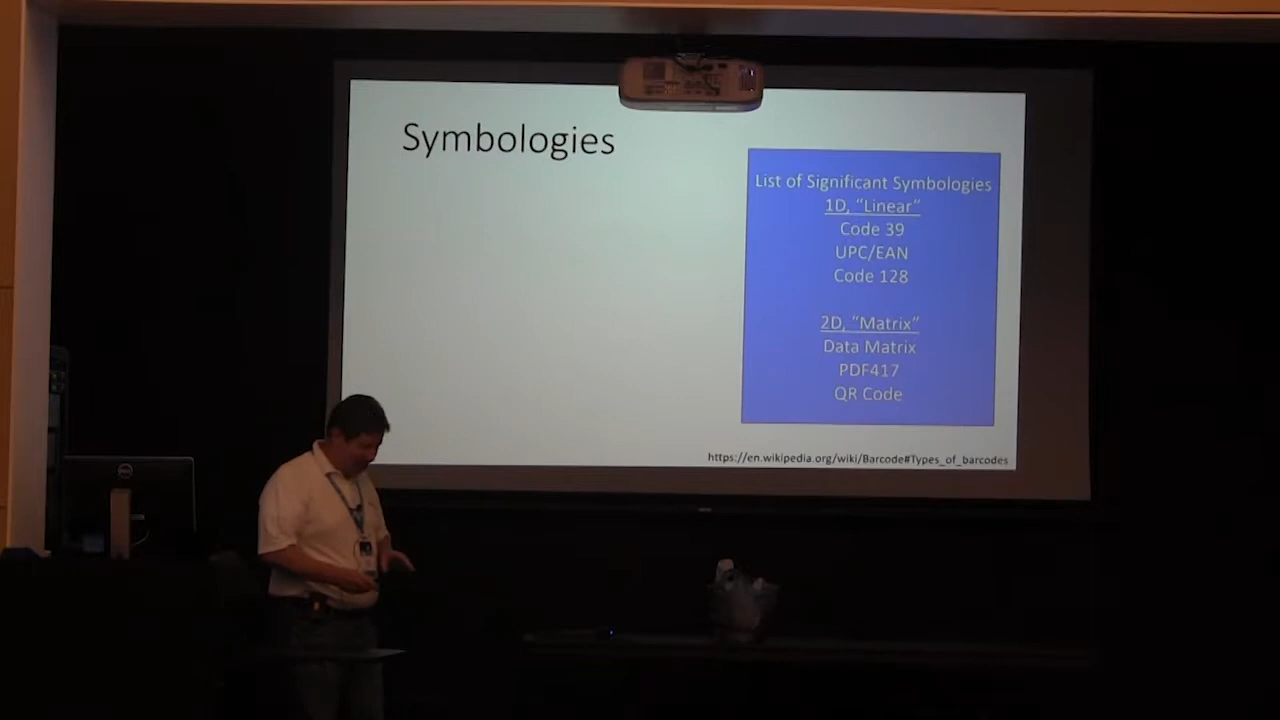 Symbologies
List of Significant Symbologies
1D, “Linear”
Code 39
UPC/EAN
Code 128
2D, “Matrix”
Data Matrix
PDF417
QR Code
https://en.wikipedia.org/wiki/Barcode#Types_of_barcodes
DELL